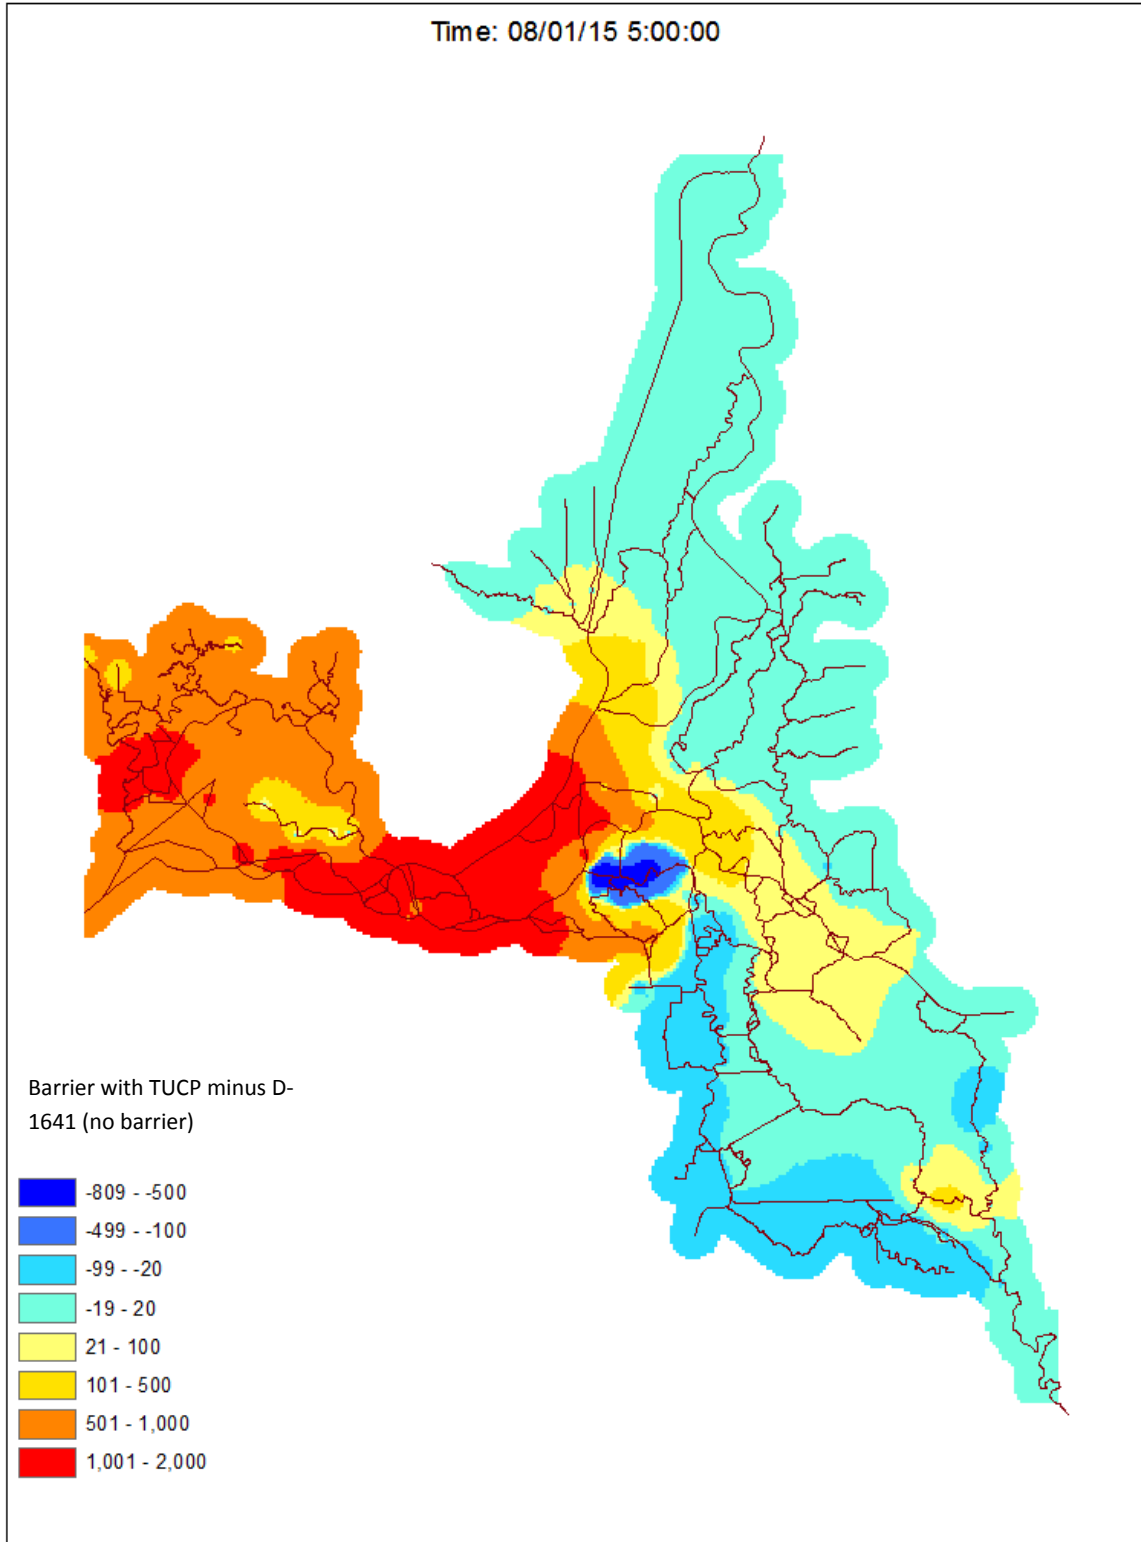 Time: 08/01/15 5:00:00
Barrier with TUCP minus D-
1641 (no barrier)
-809 - -500
-499 - -100
-99 - -20
-19 - 20
21 - 100
101 - 500
501 - 1,000
1,001 - 2,000